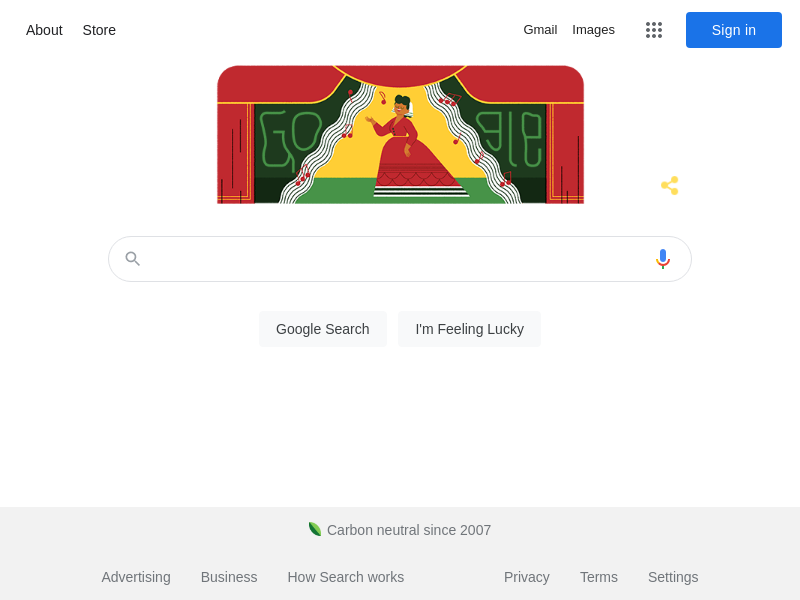 About Store Gmail Images Sign in
Google Search I'm Feeling Lucky
Carbon neutral since 2007
Advertising Business How Search works Privacy Terms Settings